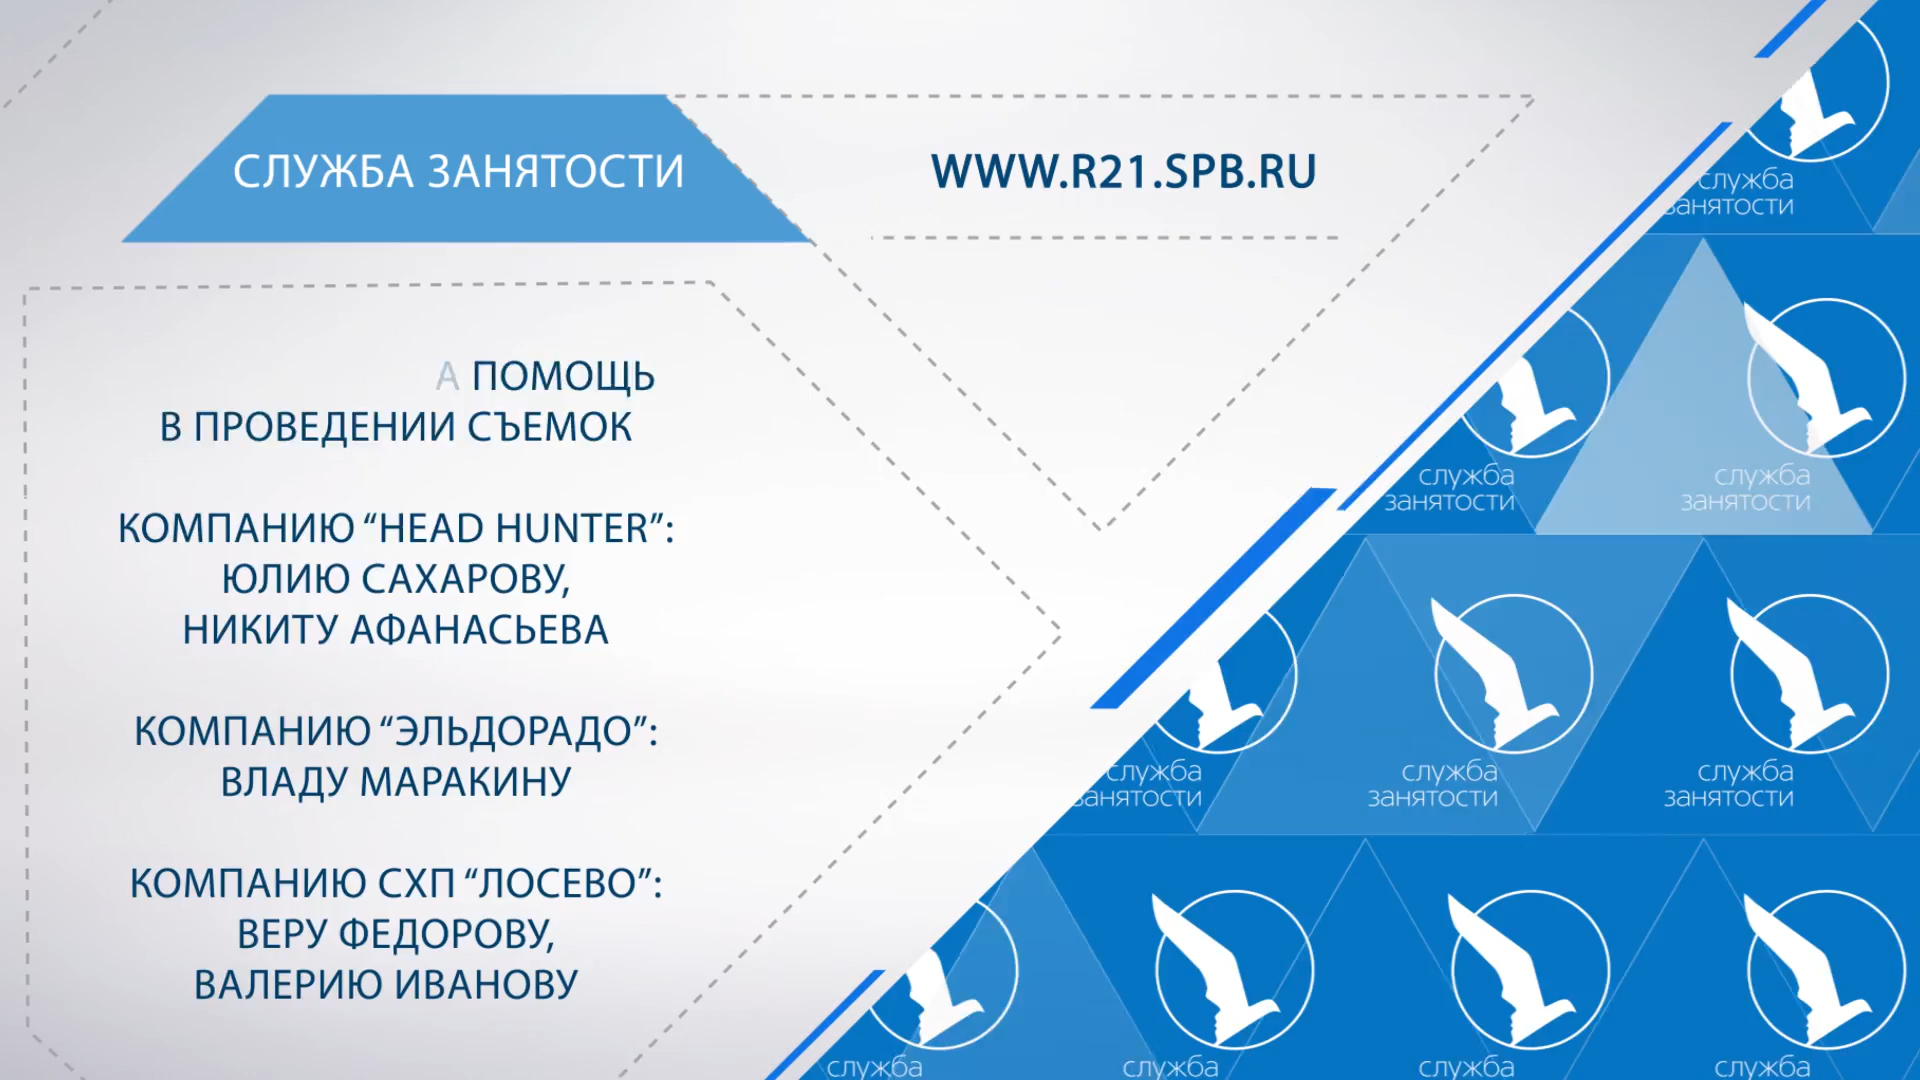 СЛУЖБА ЗАНЯТОСТИ
WWW.R21.SPB.RU
А ПОМОЩЬ
В ПРОВЕДЕНИИ СЪЕМОК
КОМПАНИЮ “HEAD HUNTER”:
ЮЛИЮ САХАРОВУ,
НИКИТУ АФАНАСЬЕВА
КОМПАНИЮ “ЭЛЬДОРАДО”:
ВЛАДУ МАРАКИНУ
КОМПАНИЮ СХП “ЛОСЕВО”:
ВЕРУ ФЕДОРОВУ,
ВАЛЕРИЮ ИВАНОВУ
служба
занятости
служба
занятости
служба
занятости
служба
занятости
служба
занятости
служба
занятости
служба
служба
служба
служба